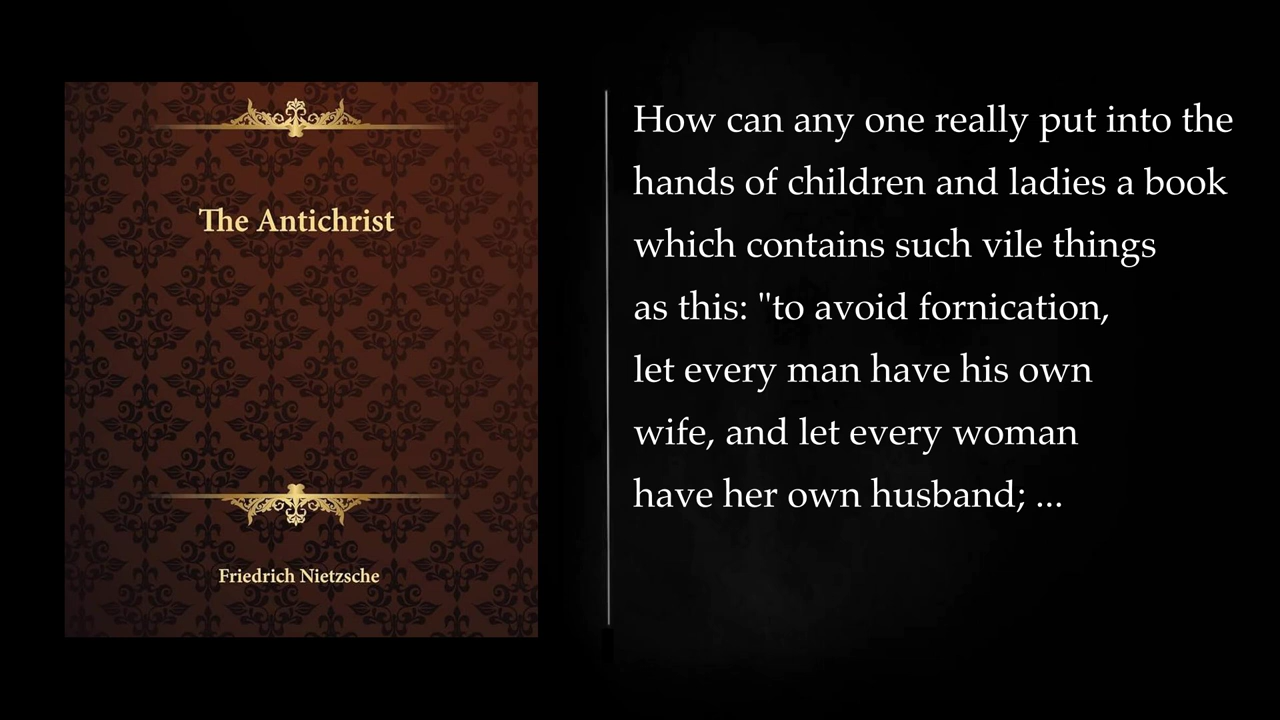 The Antichrist
Friedrich Nietzsche
How can any one really put into the
hands of children and ladies a book
which contains such vile things
as this: "to avoid fornication,
let every man have his own
wife, and let every woman
have her own husband; ...